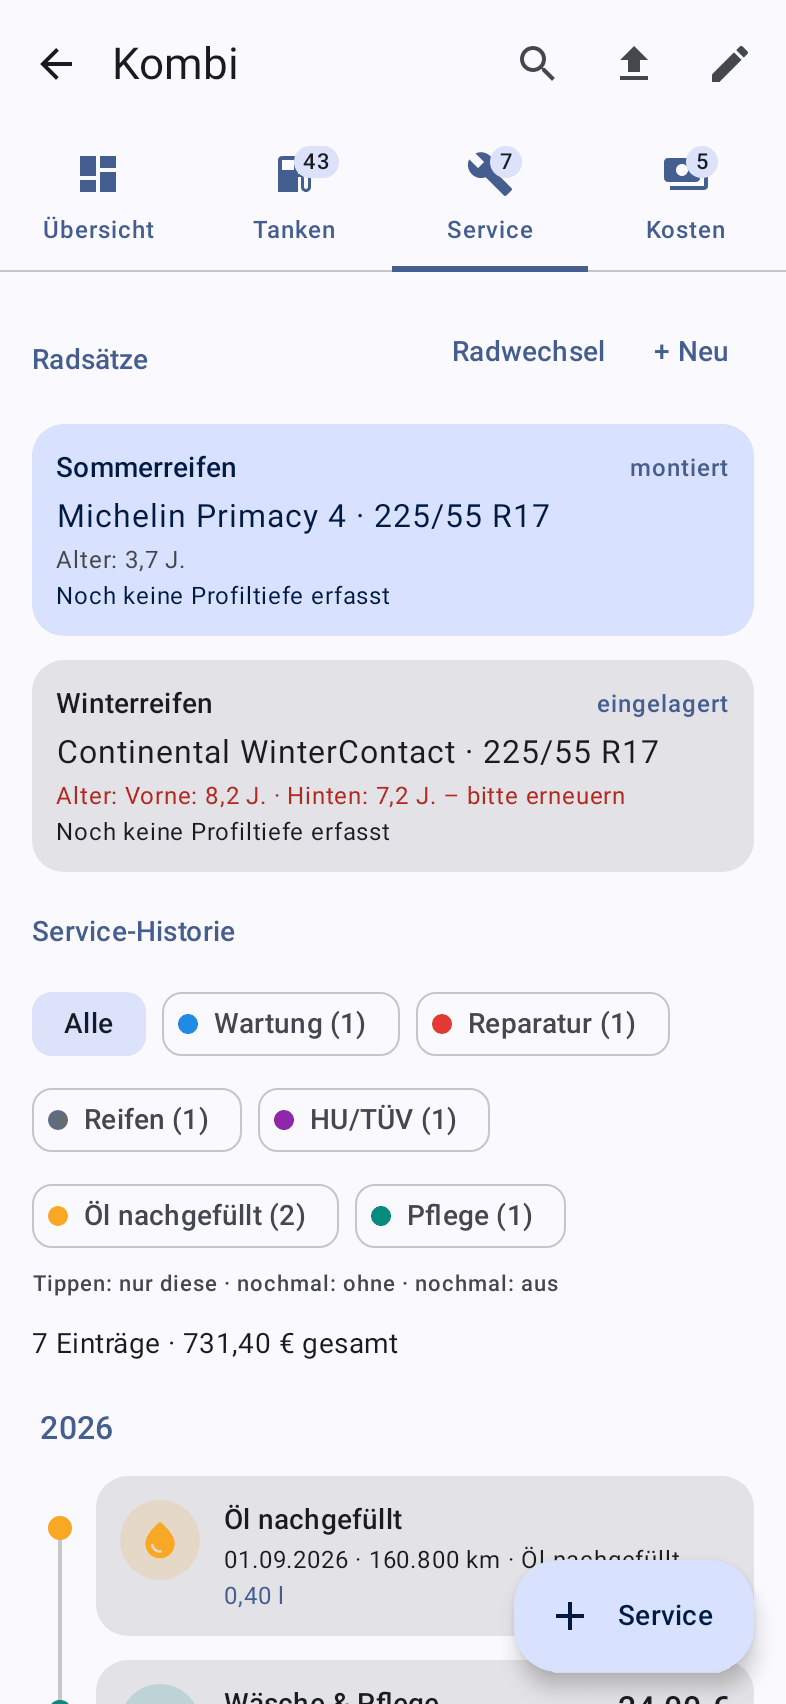 Kombi
43
7
5
Übersicht
Tanken
Service
Kosten
Radsätze
Radwechsel
+ Neu
Sommerreifen
montiert
Michelin Primacy 4 · 225/55 R17
Alter: 3,7 J.
Noch keine Profiltiefe erfasst
Winterreifen
eingelagert
Continental WinterContact · 225/55 R17
Alter: Vorne: 8,2 J. · Hinten: 7,2 J. – bitte erneuern
Noch keine Profiltiefe erfasst
Service-Historie
Alle
Wartung (1)
Reparatur (1)
Reifen (1)
HU/TÜV (1)
Öl nachgefüllt (2)
Pflege (1)
Tippen: nur diese · nochmal: ohne · nochmal: aus
7 Einträge · 731,40 € gesamt
2026
Öl nachgefüllt
01.09.2026 · 160.800 km · Öl nachgefüllt
0,40 l
Service
Wäsche & Pflege